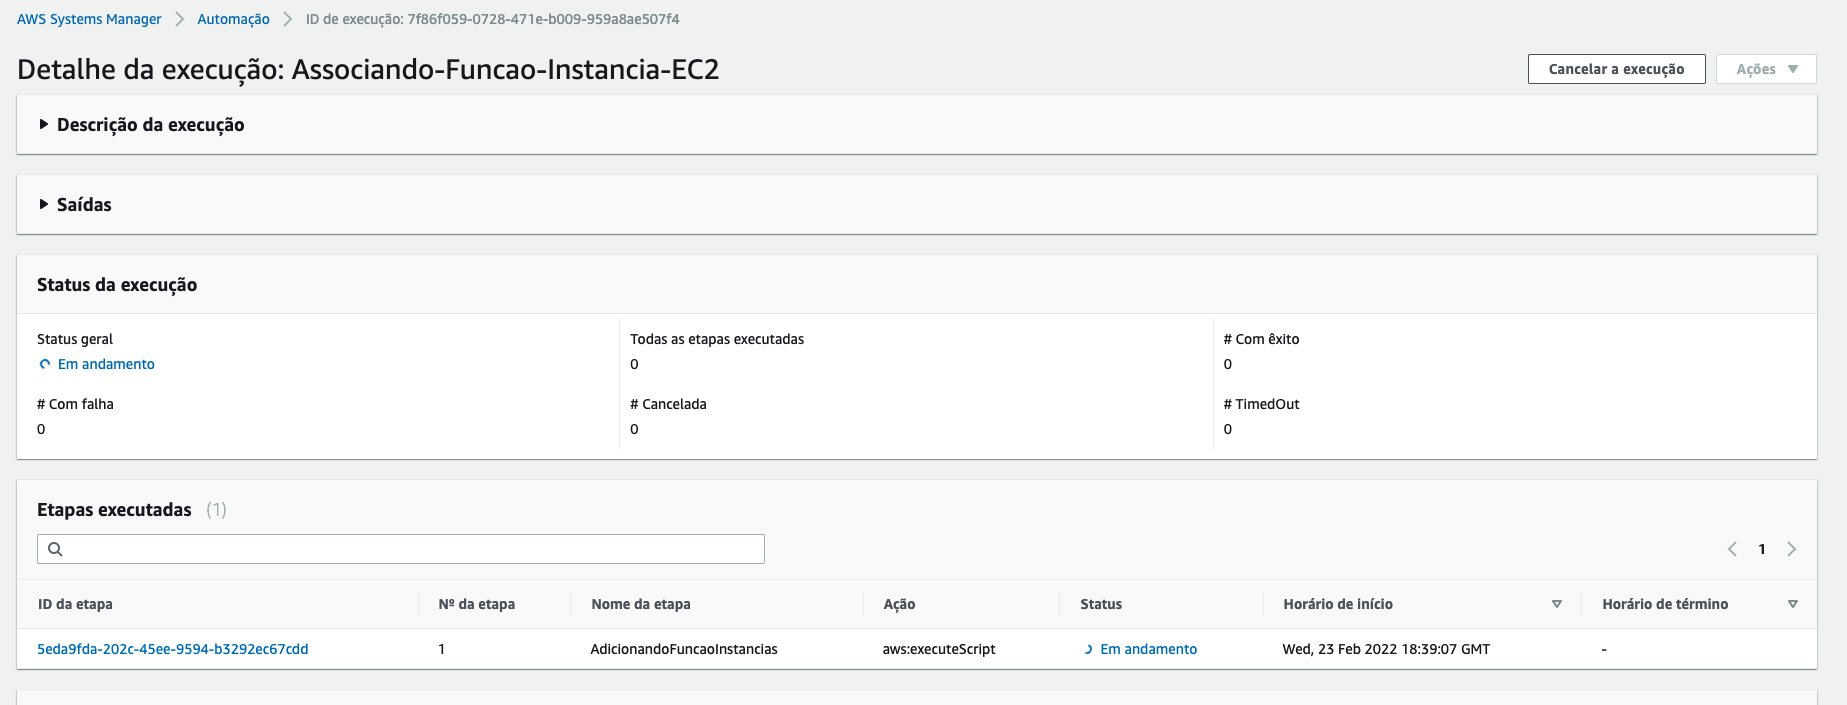 AWS Systems Manager > Automação > ID de execução: 7f86f059-0728-471e-b009-959a8ae507f4
Detalhe da execução: Associando-Funcao-Instancia-EC2
Cancelar a execução
Ações
Descrição da execução
Saídas
Status da execução
Status geral
Em andamento
Todas as etapas executadas
0
# Com êxito
0
# Com falha
0
# Cancelada
0
# TimedOut
0
Etapas executadas (1)
1
ID da etapa Nº da etapa Nome da etapa Ação Status Horário de início Horário de término
5eda9fda-202c-45ee-9594-b3292ec67cdd 1 AdicionandoFuncaoInstancias aws:executeScript Em andamento Wed, 23 Feb 2022 18:39:07 GMT -